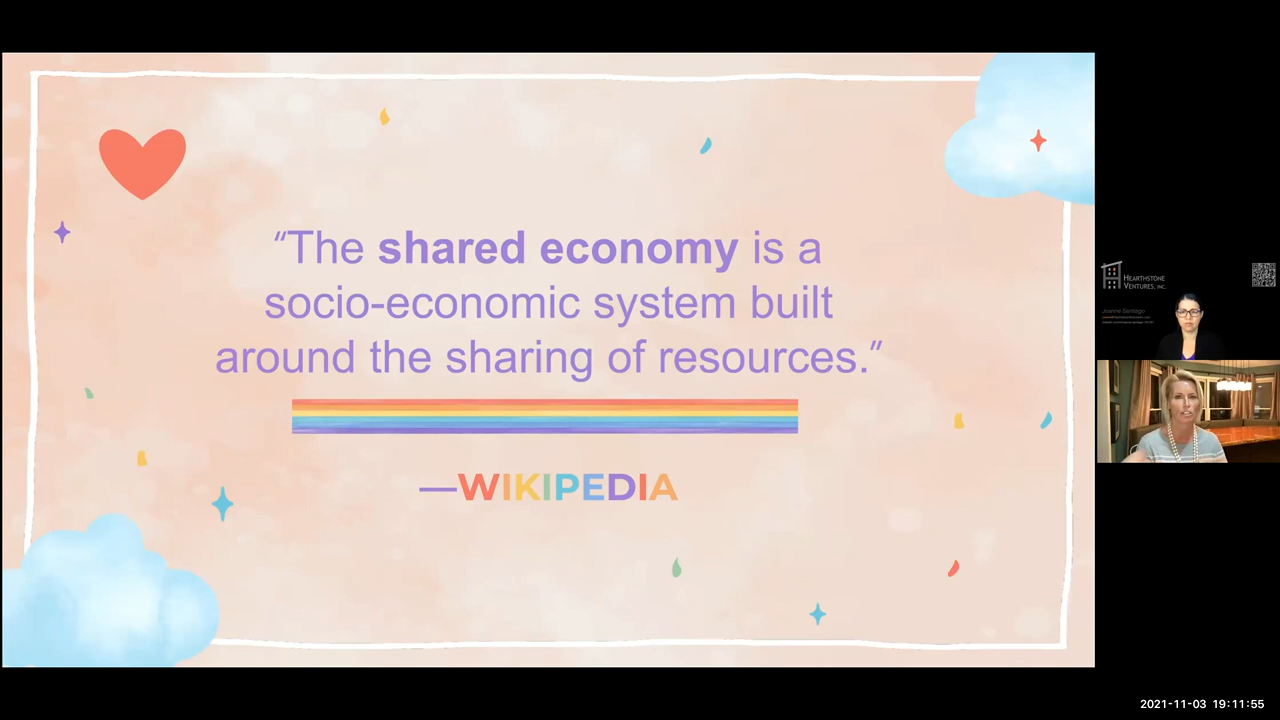 “The shared economy is a
socio-economic system built
around the sharing of resources.”
—WIKIPEDIA
HEARTHSTONE
VENTURES, INC.
Joanne Santiago
2021-11-03 19:11:55